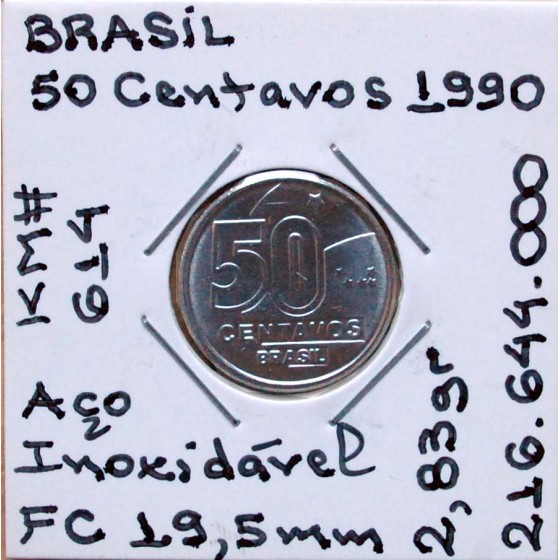 BRASiL
50 Centavos 1990
KM#
614
50
CENTAVOS
BRASIL
216.644.000
2,83gr
Aço
Inoxidável
FC 19,5mm